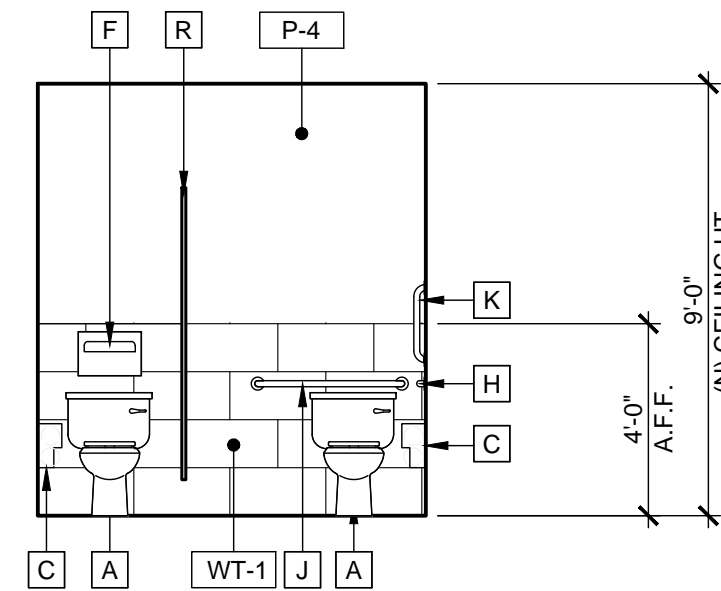 F
R
P-4
K
H
C
9'-0"
(N) CEILING HT
4'-0"
A.F.F.
C
A
WT-1
J
A